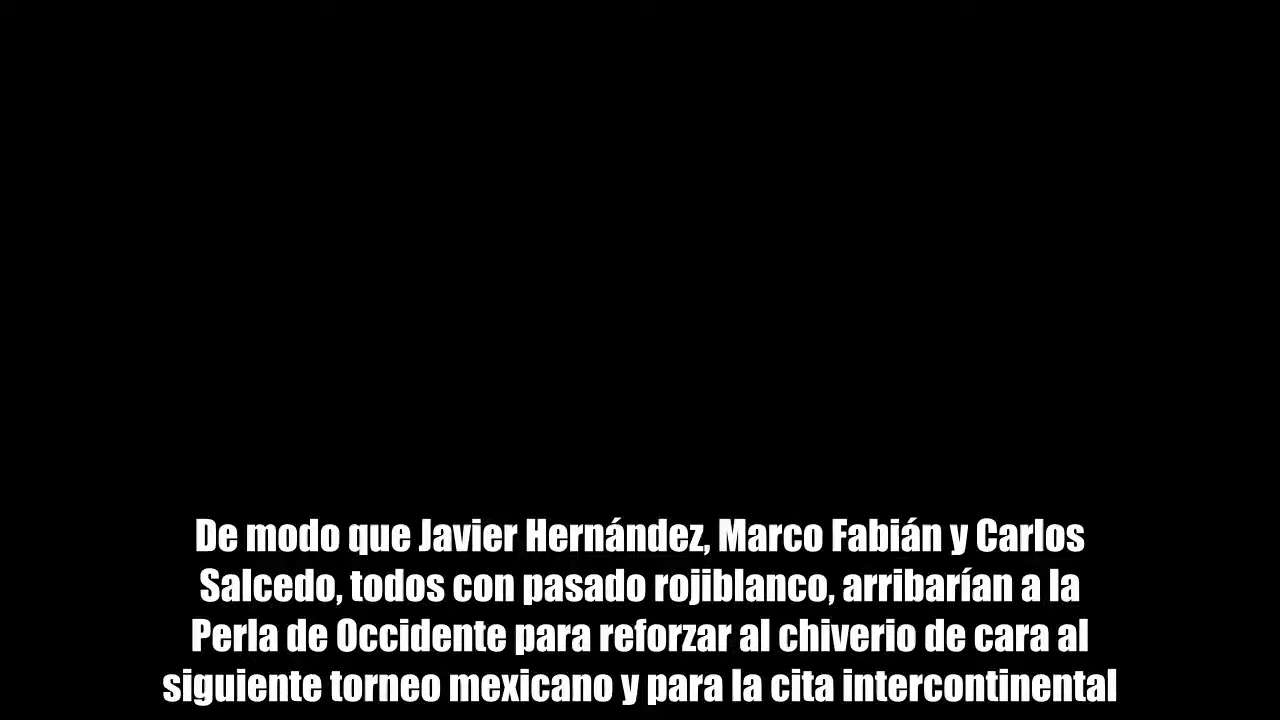 De modo que Javier Hernández, Marco Fabián y Carlos
Salcedo, todos con pasado rojiblanco, arribarían a la
Perla de Occidente para reforzar al chiverio de cara al
siguiente torneo mexicano y para la cita intercontinental